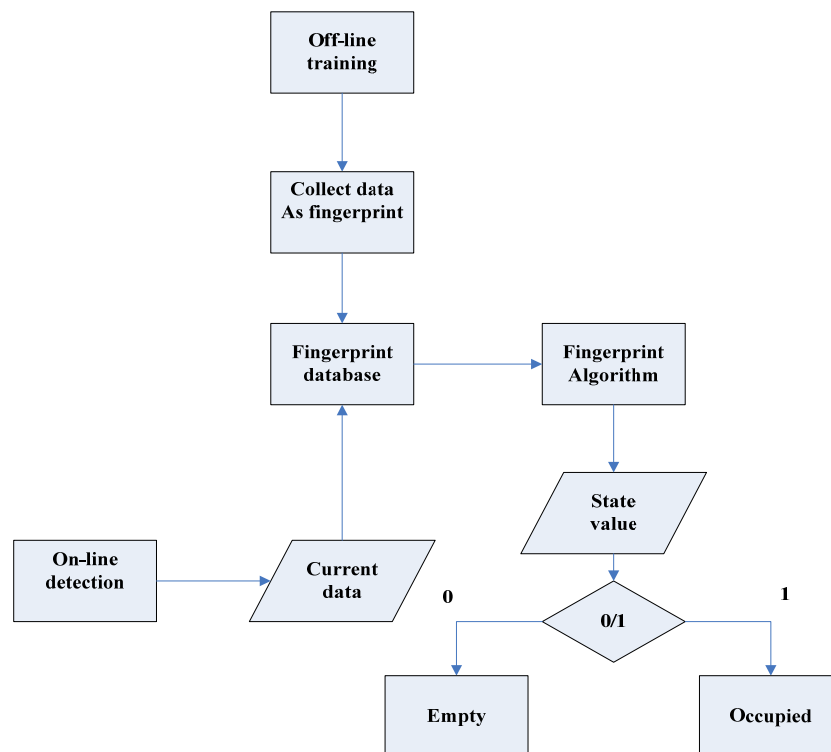 Off-line
training
Collect data
As fingerprint
Fingerprint
database
Fingerprint
Algorithm
State
value
On-line
detection
Current
data
0
0/1
1
Empty
Occupied